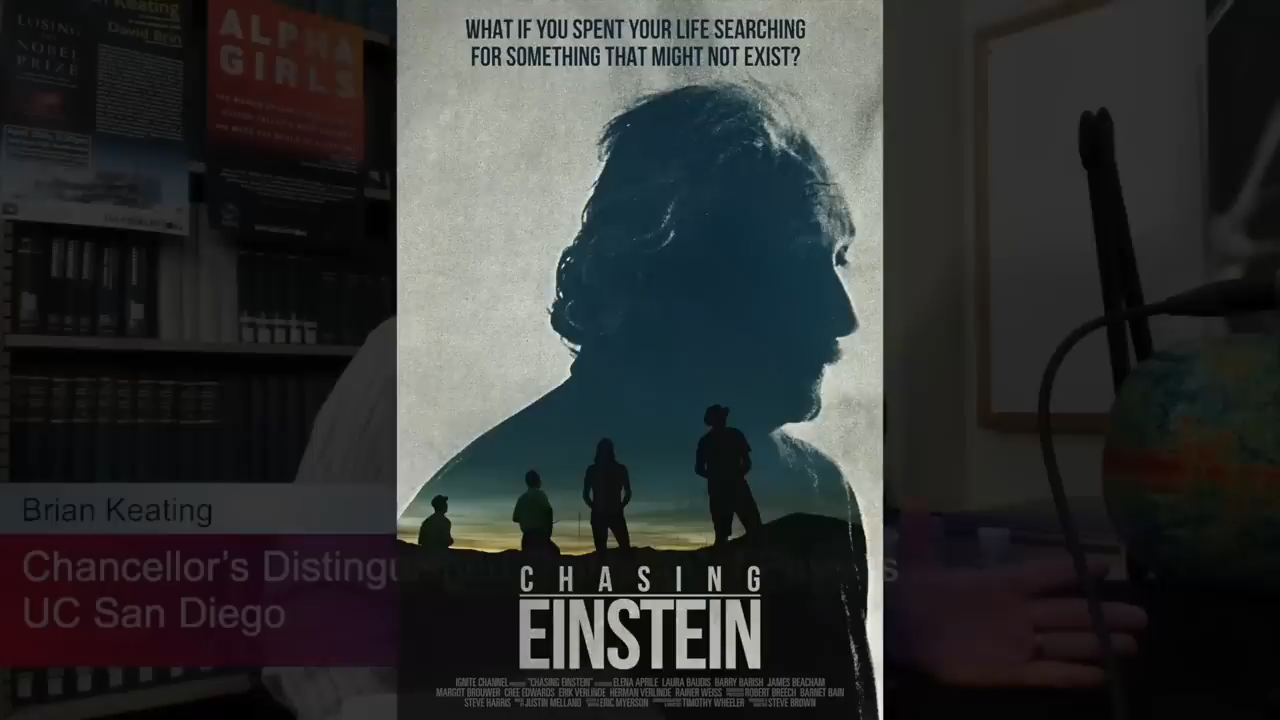 Keating
David Brin
LOSING
NOBEL
PRIZE
ALPHA
GIRLS
WHAT IF YOU SPENT YOUR LIFE SEARCHING
FOR SOMETHING THAT MIGHT NOT EXIST?
Brian Keating
Chancellor's Distingu
UC San Diego
CHASING
EINSTEIN
IGNITE CHANNEL "CHASING EINSTEIN" ELENA APRILE LAURA BAUDIS BARRY BARISH JAMES BEACHAM
MARGOT BROUWER CREE EDWARDS ERIK VERLINDE HERMAN VERLINDE RAINER WEISS ROBERT BREECH BARNET BAIN
STEVE HARRIS JUSTIN MELLAND ERIC MYERSON TIMOTHY WHEELER STEVE BROWN